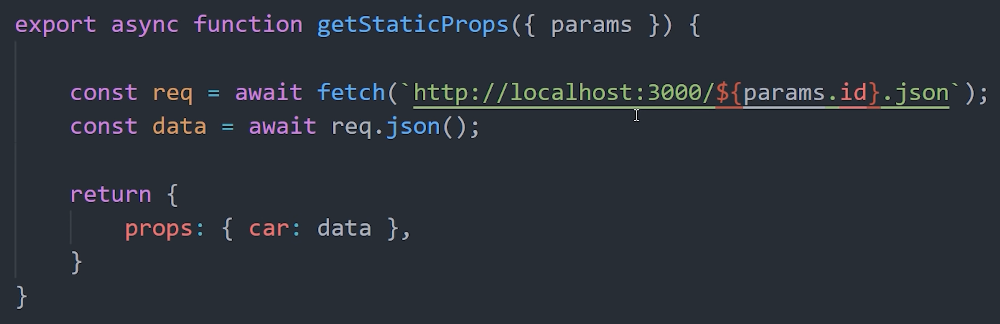 export async function getStaticProps({ params }) {
const req = await fetch(`http://localhost:3000/${params.id}.json`);
const data = await req.json();
return {
props: { car: data },
}
}